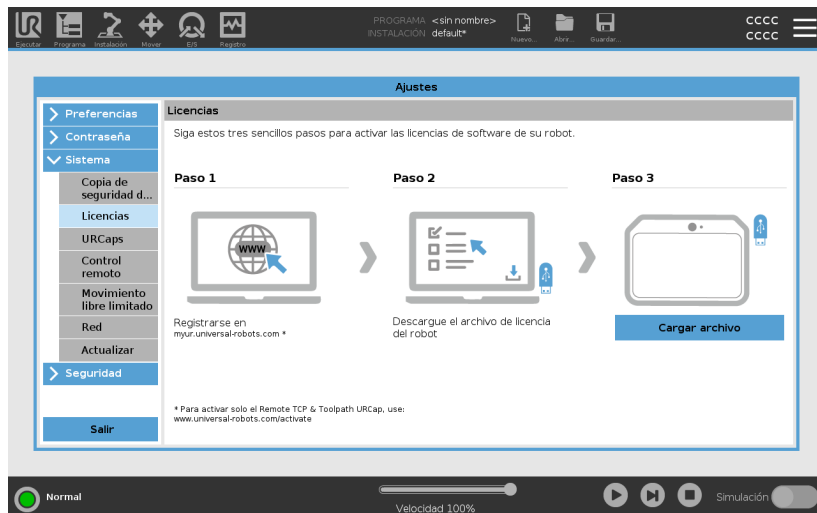 UR
PROGRAMA <sin nombre>
INSTALACIÓN default*
cccc
cccc
Ejecutar Programa Instalación Mover E/S Registro Nuevo... Abrir... Guardar...
Ajustes
Preferencias
Contraseña
Sistema
Copia de
seguridad d...
Licencias
URCaps
Control
remoto
Movimiento
libre limitado
Red
Actualizar
Seguridad
Salir
Licencias
Siga estos tres sencillos pasos para activar las licencias de software de su robot.
Paso 1
WWW
Registrarse en
myur.universal-robots.com *
Paso 2
Descargue el archivo de licencia
del robot
Paso 3
Cargar archivo
* Para activar solo el Remote TCP & Toolpath URCap, use:
www.universal-robots.com/activate
Normal
Velocidad 100%
Simulación